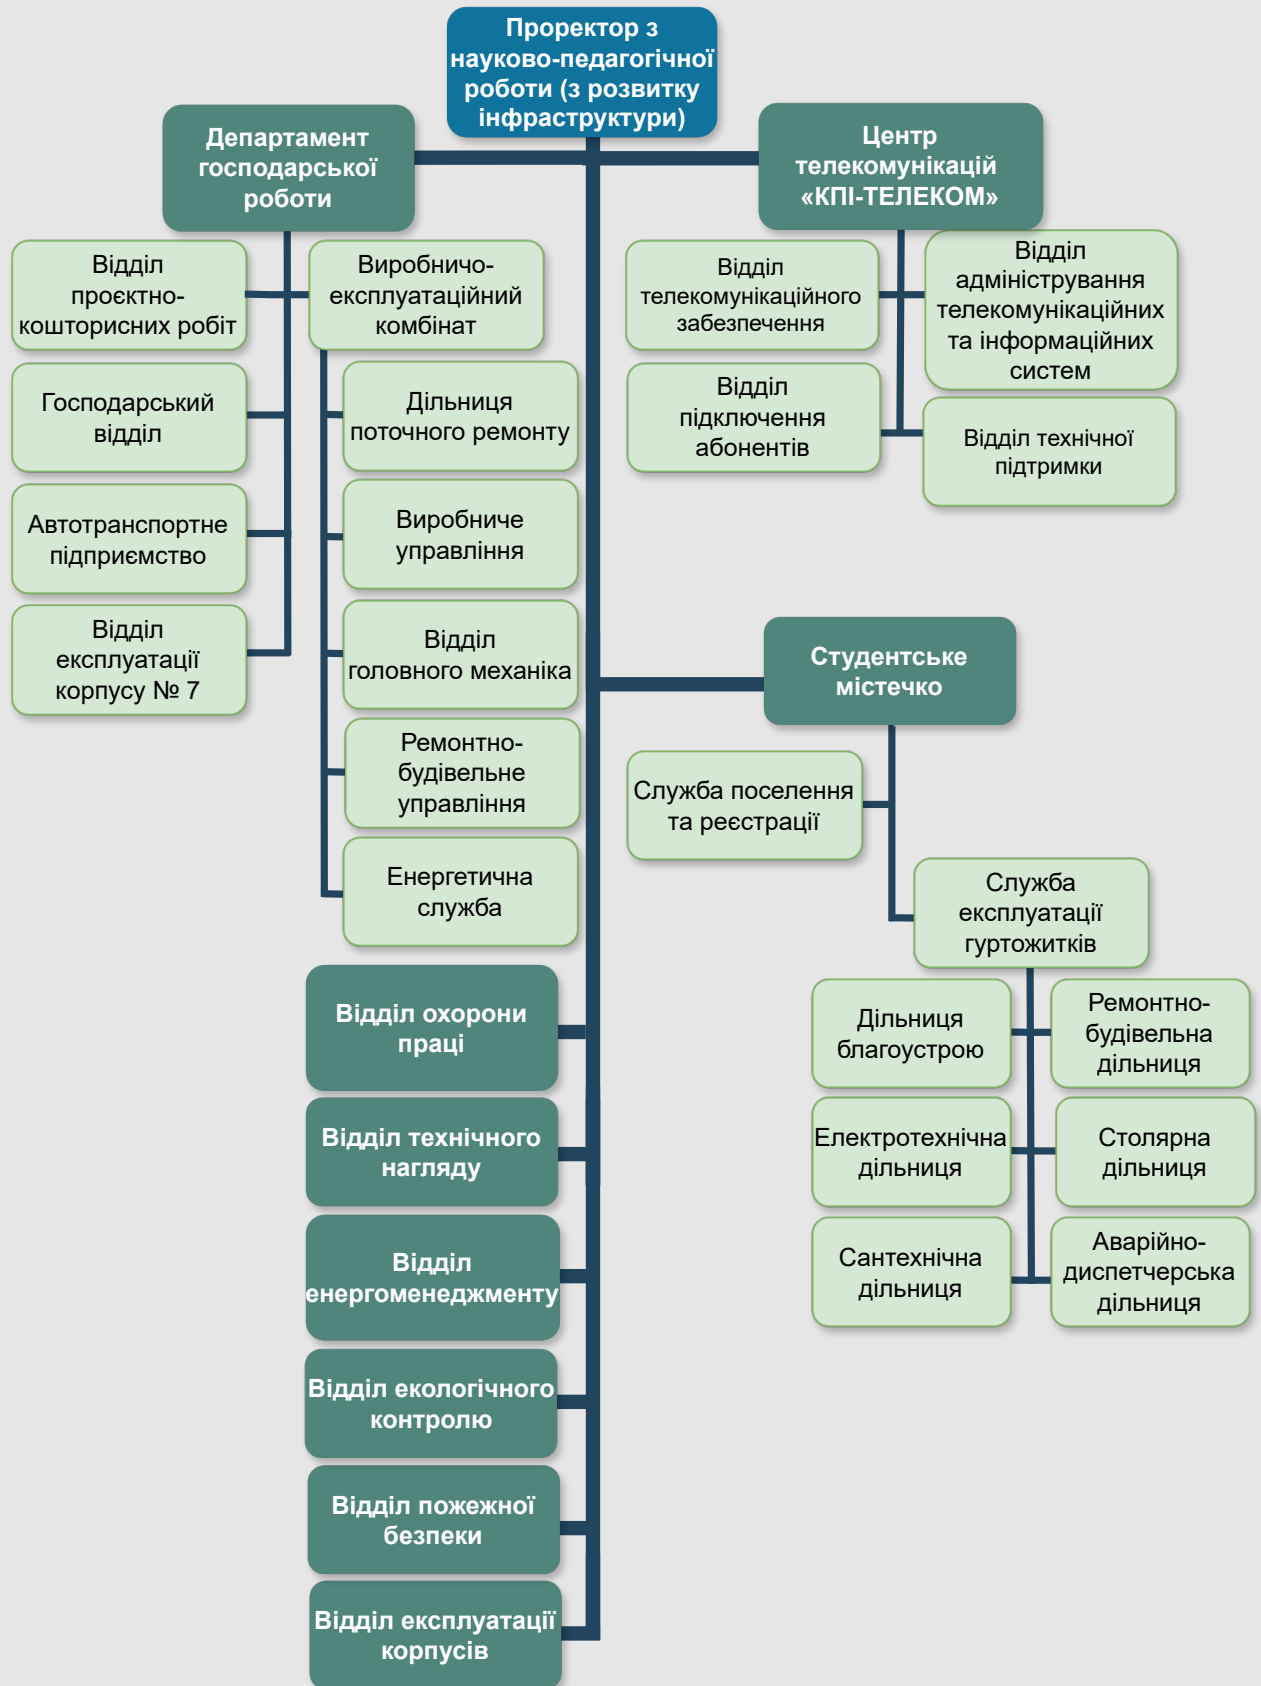 Проректор з
науково-педагогічної
роботи (з розвитку
інфраструктури)
Департамент
господарської
роботи
Центр
телекомунікацій
«КПІ-ТЕЛЕКОМ»
Відділ
проєктно-
кошторисних робіт
Виробничо-
експлуатаційний
комбінат
Господарський
відділ
Автотранспортне
підприємство
Відділ
експлуатації
корпусу № 7
Дільниця
поточного ремонту
Виробниче
управління
Відділ
головного механіка
Ремонтно-
будівельне
управління
Енергетична
служба
Відділ
телекомунікаційного
забезпечення
Відділ
адміністрування
телекомунікаційних
та інформаційних
систем
Відділ
підключення
абонентів
Відділ технічної
підтримки
Студентське
містечко
Служба поселення
та реєстрації
Служба
експлуатації
гуртожитків
Дільниця
благоустрою
Ремонтно-
будівельна
дільниця
Електротехнічна
дільниця
Столярна
дільниця
Сантехнічна
дільниця
Аварійно-
диспетчерська
дільниця
Відділ охорони
праці
Відділ технічного
нагляду
Відділ
енергоменеджменту
Відділ екологічного
контролю
Відділ пожежної
безпеки
Відділ експлуатації
корпусів